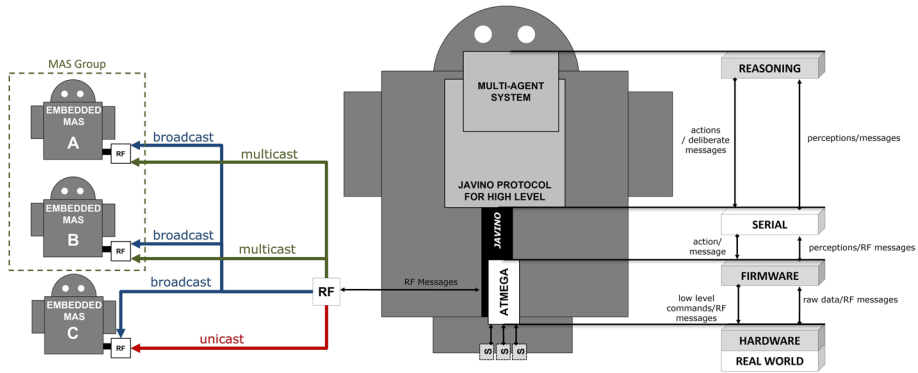 MAS Group
EMBEDDED
MAS
A
RF
EMBEDDED
MAS
B
RF
EMBEDDED
MAS
C
RF
broadcast
multicast
broadcast
multicast
broadcast
unicast
RF
RF Messages
MULTI-AGENT
SYSTEM
JAVINO PROTOCOL
FOR HIGH LEVEL
JAVINO
ATMEGA
S
S
S
REASONING
actions
/ deliberate
messages
perceptions/messages
SERIAL
action/
message
perceptions/RF messages
FIRMWARE
low level
commands/RF
messages
raw data/RF messages
HARDWARE
REAL WORLD